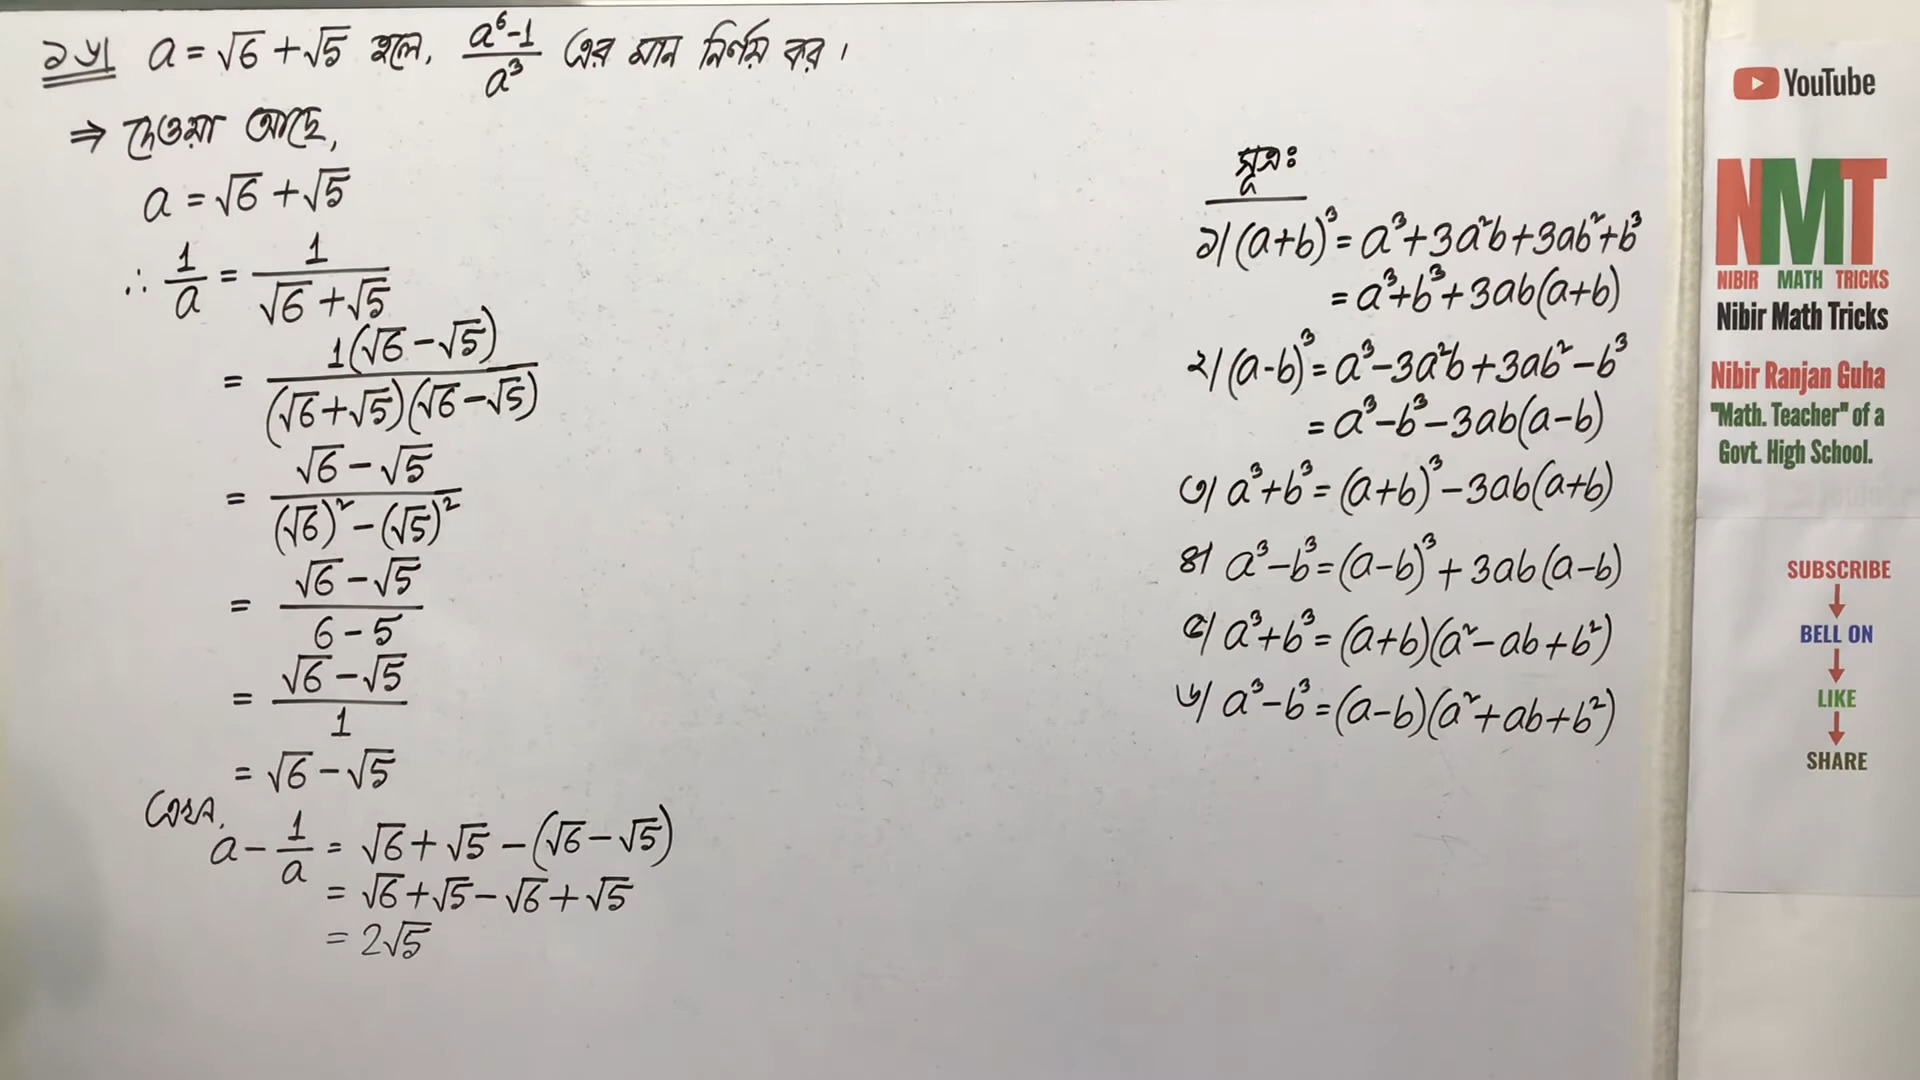 ১৬। a = √6 + √5 হলে, (a⁶-1)/a³ এর মান নির্ণয় কর।
⇒ দেওয়া আছে,
a = √6 + √5
∴ 1/a = 1/(√6 + √5)
= 1(√6 - √5)/((√6 + √5)(√6 - √5))
= (√6 - √5)/((√6)² - (√5)²)
= (√6 - √5)/(6 - 5)
= (√6 - √5)/1
= √6 - √5
এখন,
a - 1/a = √6 + √5 - (√6 - √5)
= √6 + √5 - √6 + √5
= 2√5
সূত্রঃ
১। (a+b)³ = a³+3a²b+3ab²+b³
= a³+b³+3ab(a+b)
২। (a-b)³ = a³-3a²b+3ab²-b³
= a³-b³-3ab(a-b)
৩। a³+b³ = (a+b)³-3ab(a+b)
৪। a³-b³ = (a-b)³+3ab(a-b)
৫। a³+b³ = (a+b)(a²-ab+b²)
৬। a³-b³ = (a-b)(a²+ab+b²)
YouTube
NMT
NIBIR MATH TRICKS
Nibir Math Tricks
Nibir Ranjan Guha
"Math. Teacher" of a
Govt. High School.
SUBSCRIBE
BELL ON
LIKE
SHARE